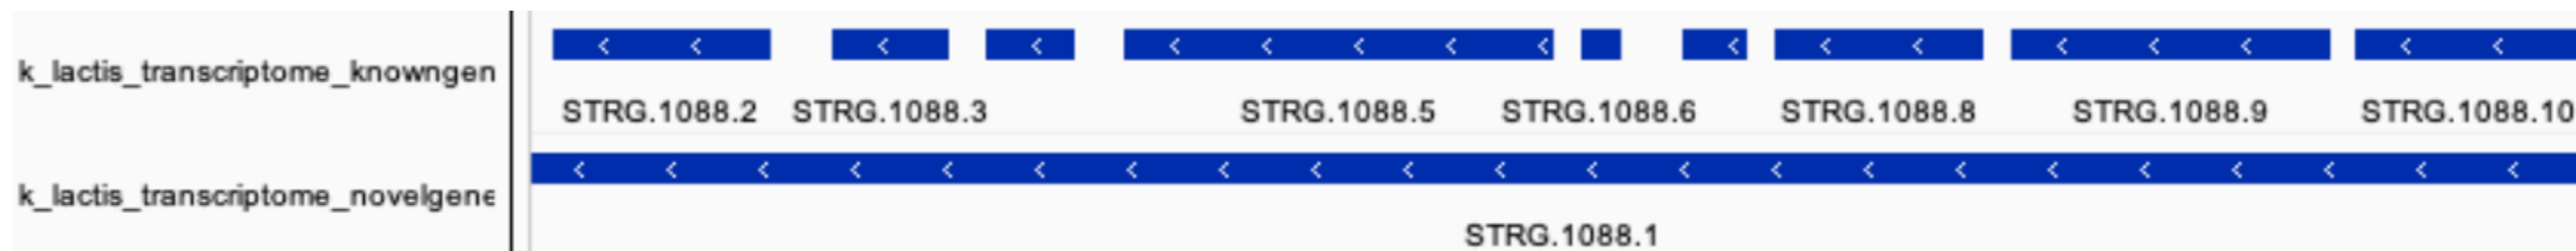 k_lactis_transcriptome_knowngen
STRG.1088.2 STRG.1088.3 STRG.1088.5 STRG.1088.6 STRG.1088.8 STRG.1088.9 STRG.1088.10
k_lactis_transcriptome_novelgene
STRG.1088.1